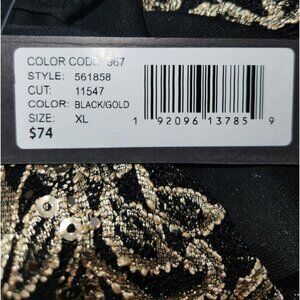 COLOR CODE: 967
STYLE: 561858
CUT: 11547
COLOR: BLACK/GOLD
SIZE: XL
$74
1 92096 13785 9